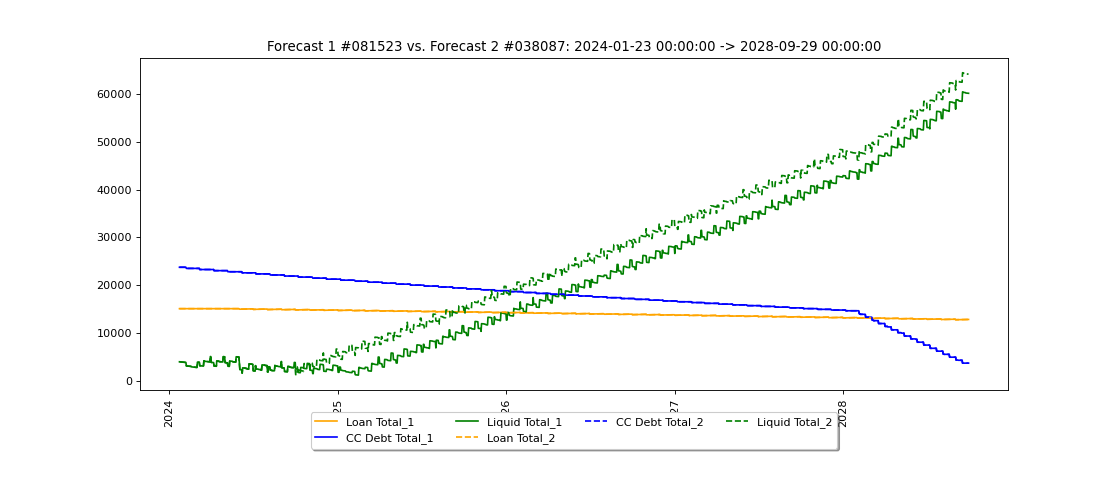 Forecast 1 #081523 vs. Forecast 2 #038087: 2024-01-23 00:00:00 -> 2028-09-29 00:00:00
60000
50000
40000
30000
20000
10000
0
2024
25
26
27
2028
Loan Total_1
CC Debt Total_1
Liquid Total_1
Loan Total_2
CC Debt Total_2
Liquid Total_2